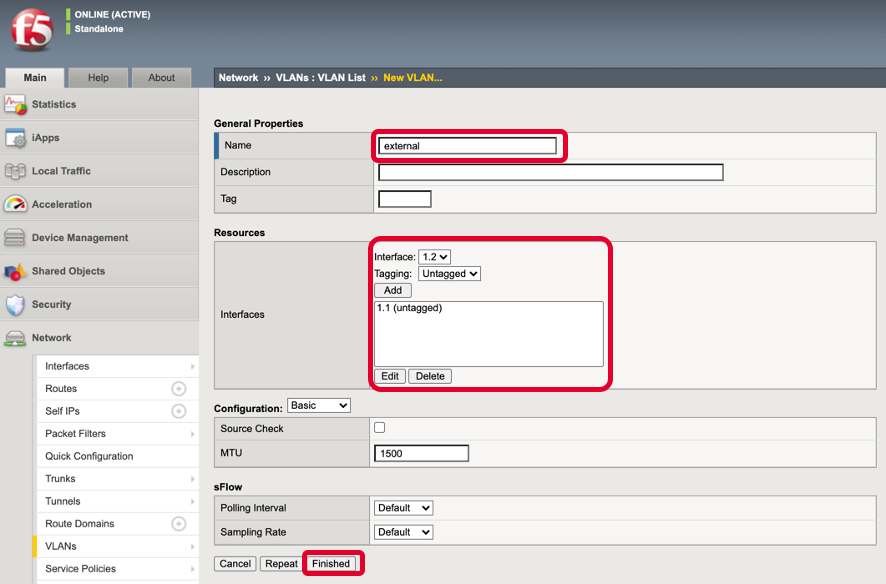 f5
ONLINE (ACTIVE)
Standalone
Main
Help
About
Network ›› VLANs : VLAN List ›› New VLAN...
Statistics
iApps
Local Traffic
Acceleration
Device Management
Shared Objects
Security
Network
Interfaces
Routes
Self IPs
Packet Filters
Quick Configuration
Trunks
Tunnels
Route Domains
VLANs
Service Policies
General Properties
Name external
Description
Tag
Resources
Interfaces
Interface: 1.2
Tagging: Untagged
Add
1.1 (untagged)
Edit Delete
Configuration: Basic
Source Check
MTU 1500
sFlow
Polling Interval Default
Sampling Rate Default
Cancel Repeat Finished